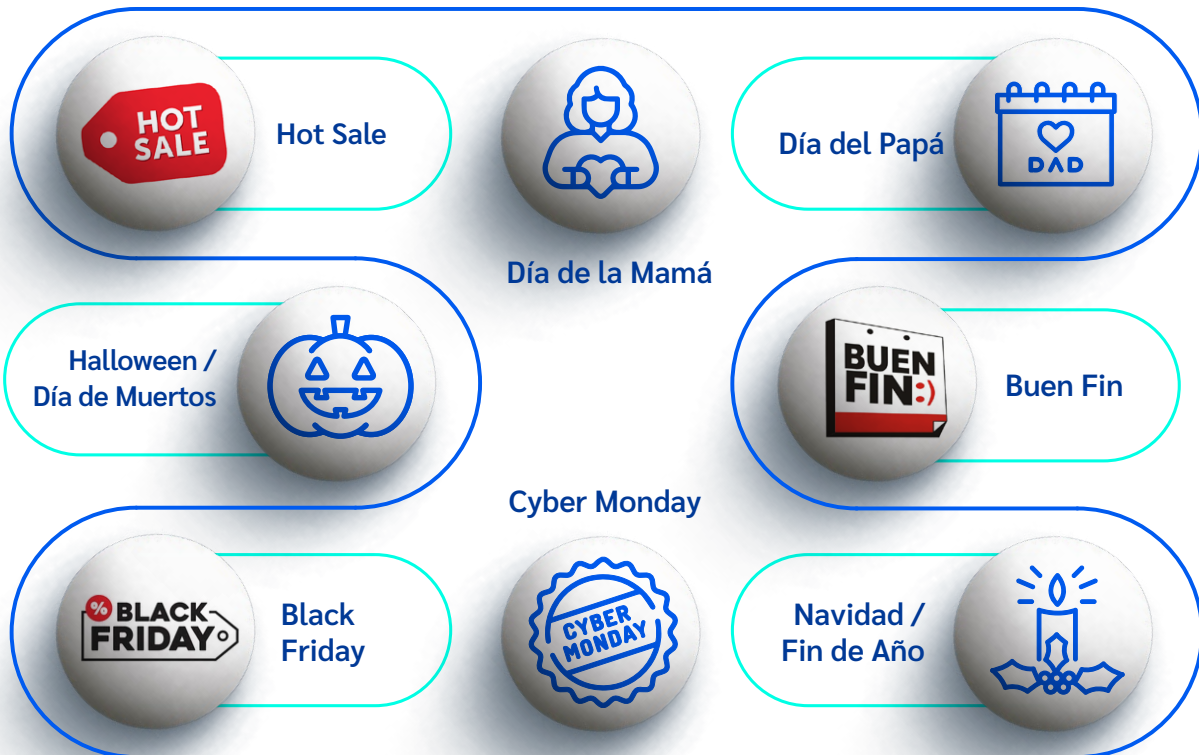 HOT
SALE
Hot Sale
Día de la Mamá
Día del Papá
DAD
Halloween /
Día de Muertos
BUEN
FIN:)
Buen Fin
% BLACK
FRIDAY
Black
Friday
Cyber Monday
CYBER
MONDAY
Navidad /
Fin de Año